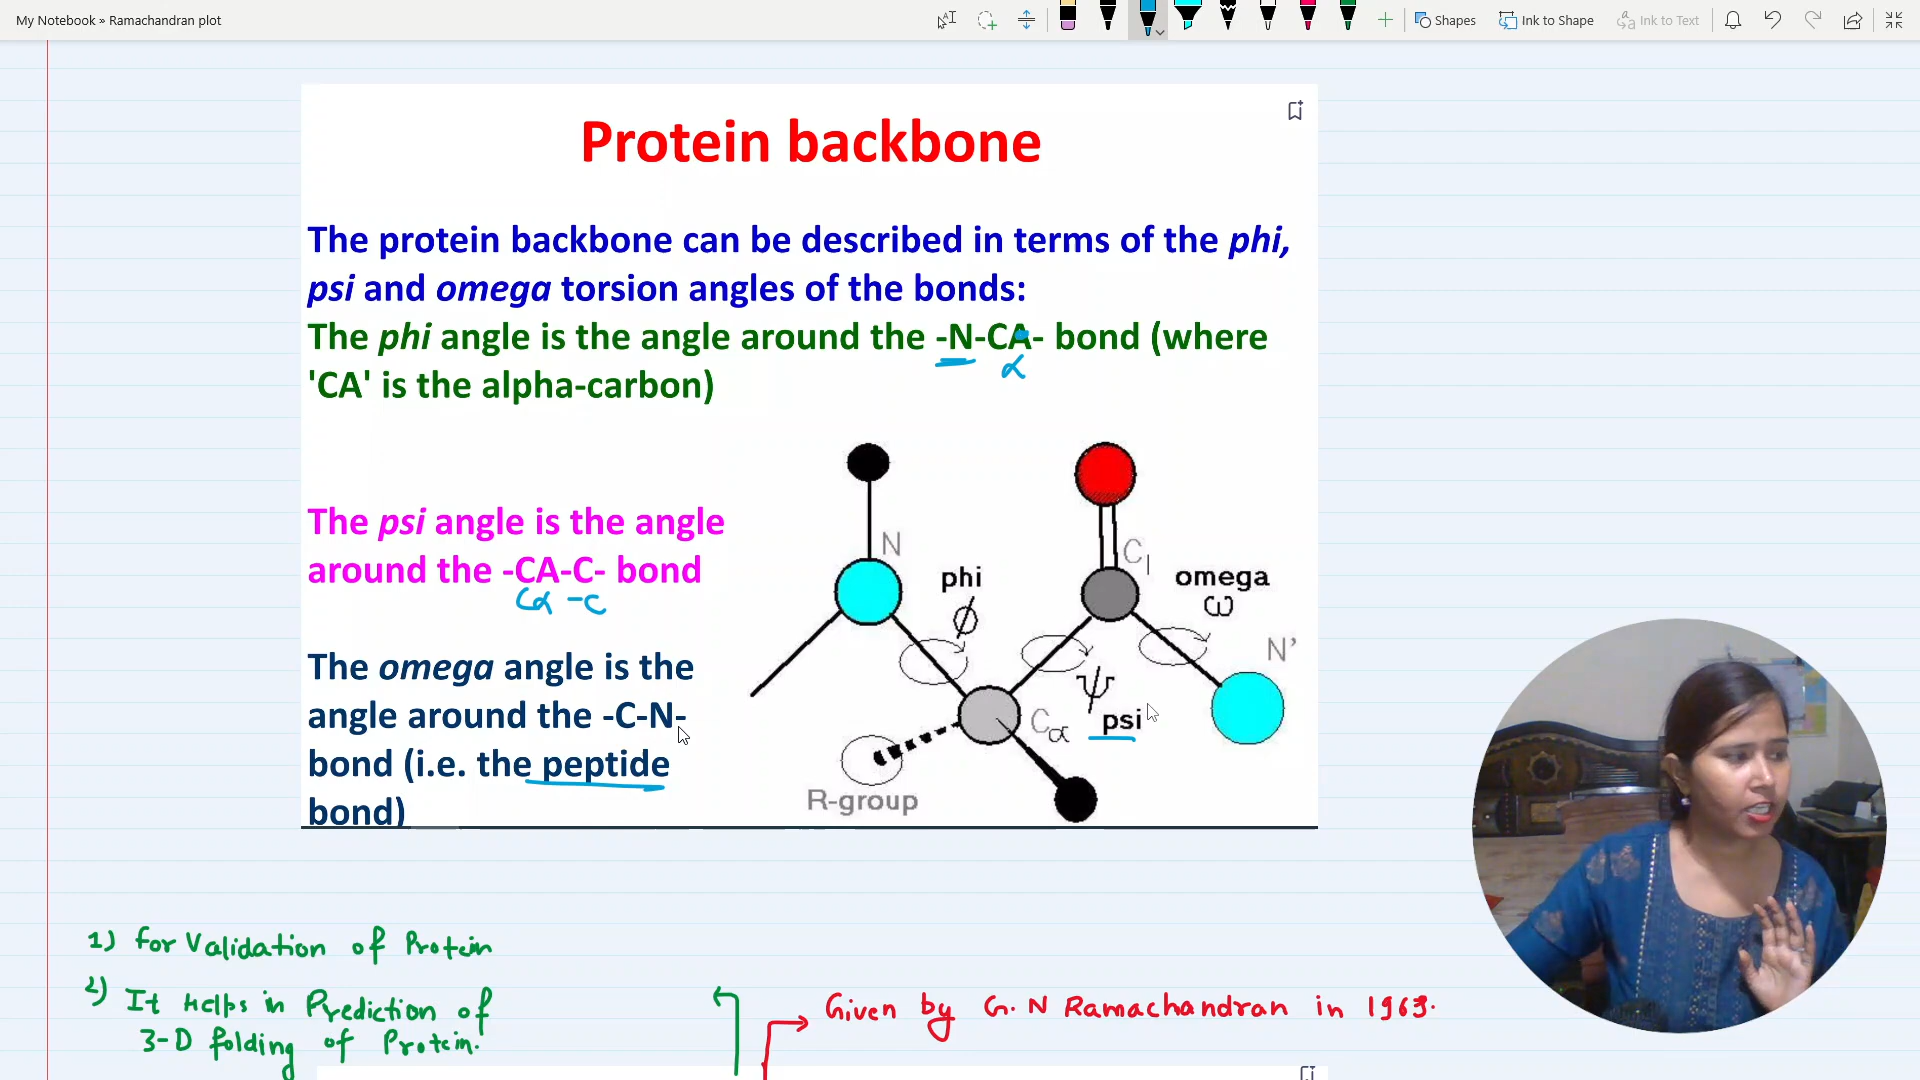 My Notebook » Ramachandran plot
Shapes
Ink to Shape
Ink to Text
Protein backbone
The protein backbone can be described in terms of the phi,
psi and omega torsion angles of the bonds:
The phi angle is the angle around the -N-CA- bond (where
α
'CA' is the alpha-carbon)
The psi angle is the angle
around the -CA-C- bond
Cα -C
The omega angle is the
angle around the -C-N-
bond (i.e. the peptide
bond)
N
C
phi
ϕ
omega
ω
N'
ψ
psi
Cα
R-group
1) for Validation of Protein
2) It Helps in Prediction of
3-D folding of Protein.
Given by G. N Ramachandran in 1963.